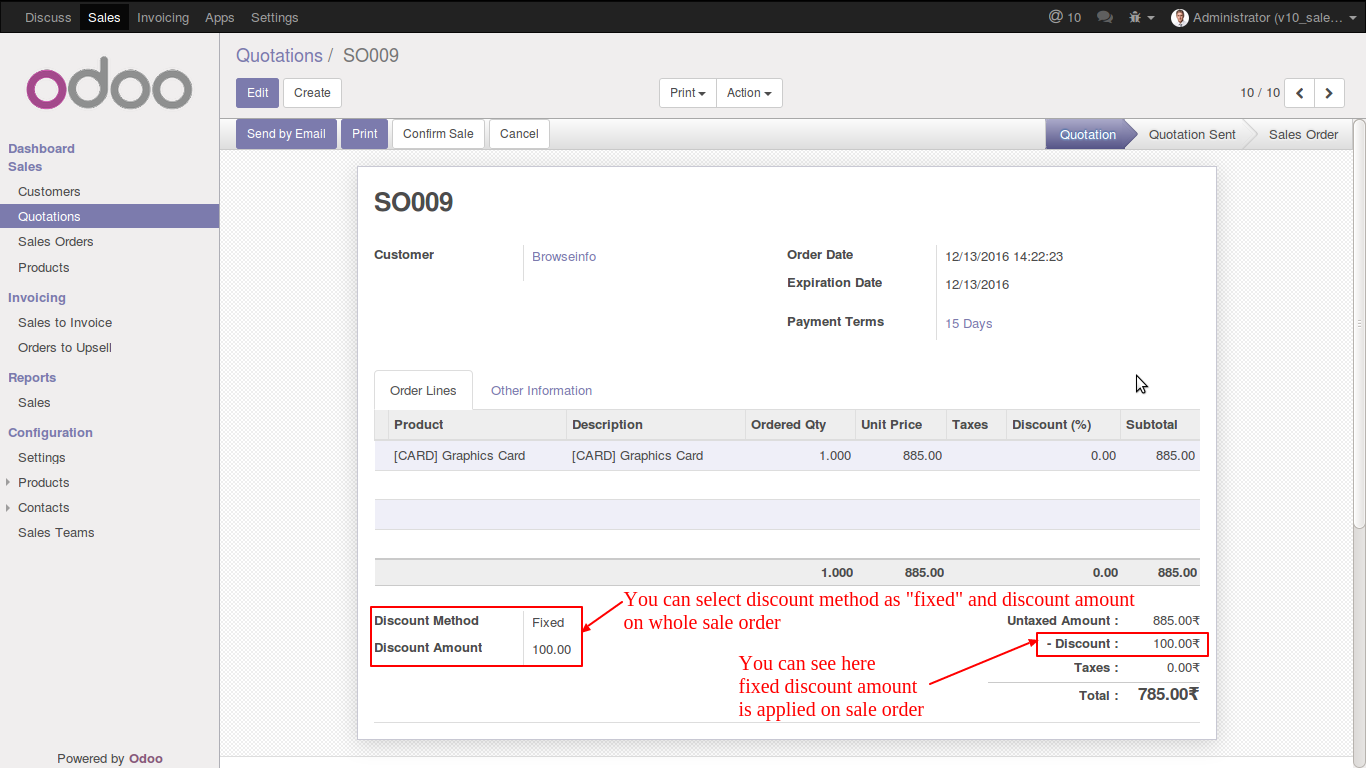 Discuss Sales Invoicing Apps Settings @ 10 Administrator (v10_sale...
odoo
Quotations / SO009
Edit Create Print Action 10 / 10
Send by Email Print Confirm Sale Cancel Quotation Quotation Sent Sales Order
Dashboard
Sales
Customers
Quotations
Sales Orders
Products
Invoicing
Sales to Invoice
Orders to Upsell
Reports
Sales
Configuration
Settings
Products
Contacts
Sales Teams
Powered by Odoo
SO009
Customer Browseinfo
Order Date 12/13/2016 14:22:23
Expiration Date 12/13/2016
Payment Terms 15 Days
Order Lines Other Information
Product Description Ordered Qty Unit Price Taxes Discount (%) Subtotal
[CARD] Graphics Card [CARD] Graphics Card 1.000 885.00 0.00 885.00
1.000 885.00 0.00 885.00
You can select discount method as "fixed" and discount amount
on whole sale order
Discount Method Fixed
Discount Amount 100.00
Untaxed Amount : 885.00₹
- Discount : 100.00₹
Taxes : 0.00₹
Total : 785.00₹
You can see here
fixed discount amount
is applied on sale order